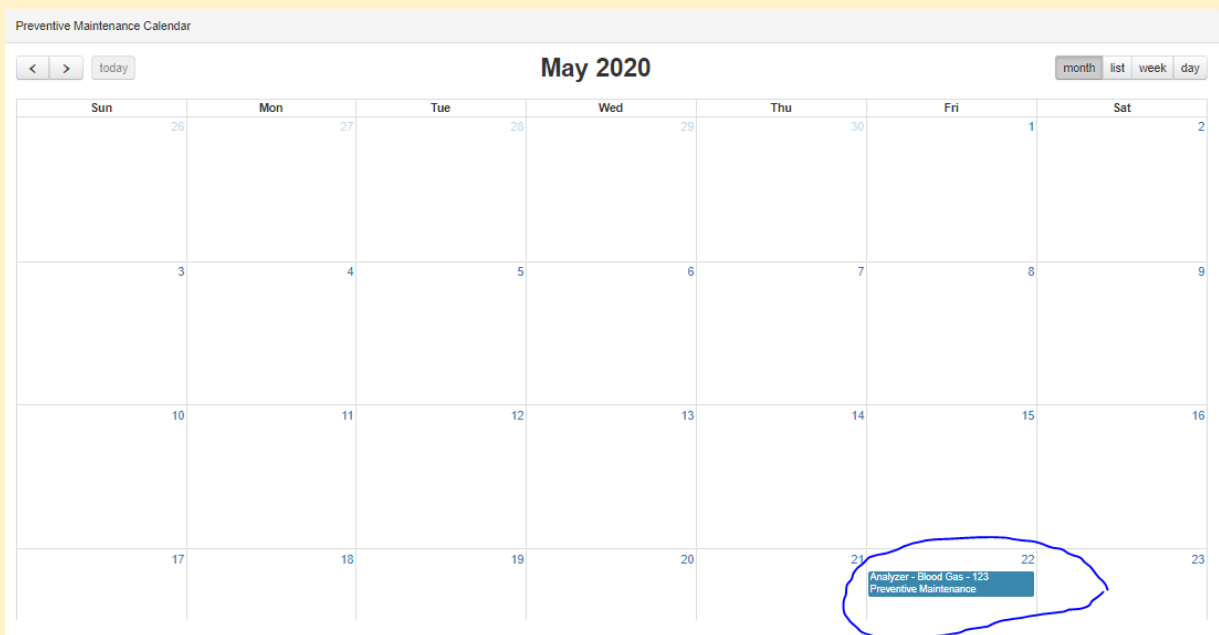 Preventive Maintenance Calendar
< > today May 2020 month list week day
Sun Mon Tue Wed Thu Fri Sat
26 27 28 29 30 1 2
3 4 5 6 7 8 9
10 11 12 13 14 15 16
17 18 19 20 21 22 23
Analyzer - Blood Gas - 123
Preventive Maintenance